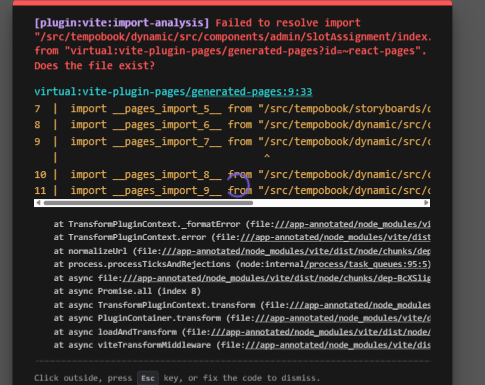 [plugin:vite:import-analysis] Failed to resolve import
"/src/tempobook/dynamic/src/components/admin/SlotAssignment/index.
from "virtual:vite-plugin-pages/generated-pages?id=~react-pages".
Does the file exist?
virtual:vite-plugin-pages/generated-pages:9:33
7 | import __pages_import_5__ from "/src/tempobook/storyboards/
8 | import __pages_import_6__ from "/src/tempobook/dynamic/src/c
9 | import __pages_import_7__ from "/src/tempobook/dynamic/src/c
| ^
10 | import __pages_import_8__ from "/src/tempobook/dynamic/src/c
11 | import __pages_import_9__ from "/src/tempobook/dynamic/src/c
at TransformPluginContext._formatError (file:///app-annotated/node_modules/vi
at TransformPluginContext.error (file:///app-annotated/node_modules/vite/dist
at normalizeUrl (file:///app-annotated/node_modules/vite/dist/node/chunks/dep
at process.processTicksAndRejections (node:internal/process/task_queues:95:5)
at async file:///app-annotated/node_modules/vite/dist/node/chunks/dep-BcXSlig
at async Promise.all (index 8)
at async TransformPluginContext.transform (file:///app-annotated/node_modules
at async PluginContainer.transform (file:///app-annotated/node_modules/vite/d
at async loadAndTransform (file:///app-annotated/node_modules/vite/dist/node/
at async viteTransformMiddleware (file:///app-annotated/node_modules/vite/dis
Click outside, press Esc key, or fix the code to dismiss.